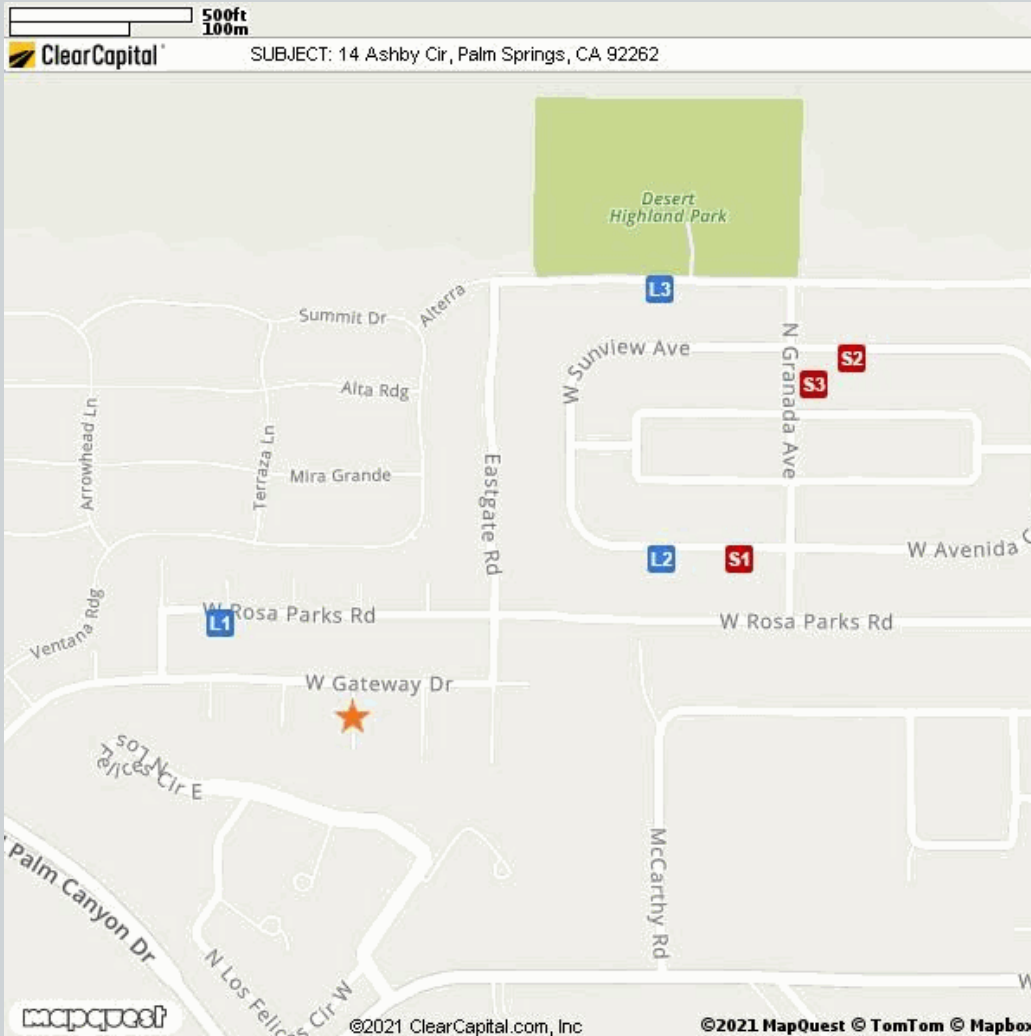 500ft
100m
ClearCapital
SUBJECT: 14 Ashby Cir, Palm Springs, CA 92262
Desert
Highland Park
L3
Alterra
Summit Dr
N Granada Ave
S2
W Sunview Ave
S3
Alta Rdg
Arrowhead Ln
Terraza Ln
Mira Grande
Eastgate Rd
W Avenida
L2
S1
W Rosa Parks Rd
L1
W Rosa Parks Rd
Ventana Rdg
W Gateway Dr
N Los
Felices Cir E
Palm Canyon Dr
McCarthy Rd
N Los Felices Cir W
W
mapquest
©2021 ClearCapital.com, Inc
©2021 MapQuest © TomTom © Mapbox